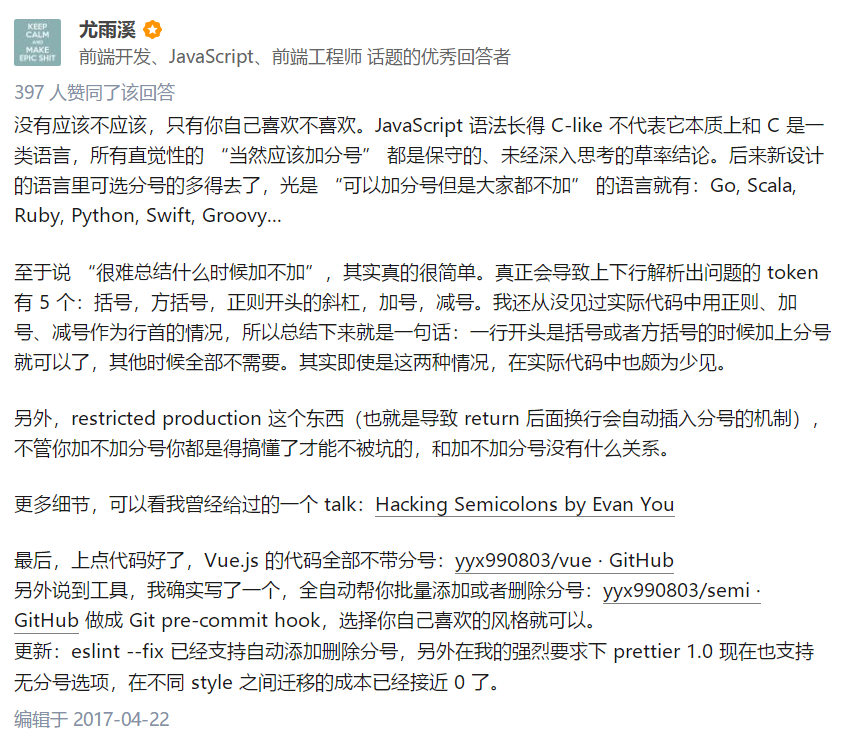 KEEP
CALM
AND
MAKE
EPIC SHIT
尤雨溪
前端开发、JavaScript、前端工程师 话题的优秀回答者
397 人赞同了该回答
没有应该不应该，只有你自己喜欢不喜欢。JavaScript 语法长得 C-like 不代表它本质上和 C 是一
类语言，所有直觉性的 “当然应该加分号” 都是保守的、未经深入思考的草率结论。后来新设计
的语言里可选分号的多得去了，光是 “可以加分号但是大家都不加” 的语言就有：Go, Scala,
Ruby, Python, Swift, Groovy...
至于说 “很难总结什么时候加不加”，其实真的很简单。真正会导致上下行解析出问题的 token
有 5 个：括号，方括号，正则开头的斜杠，加号，减号。我还从没见过实际代码中用正则、加
号、减号作为行首的情况，所以总结下来就是一句话：一行开头是括号或者方括号的时候加上分号
就可以了，其他时候全部不需要。其实即使是这两种情况，在实际代码中也颇为少见。
另外，restricted production 这个东西（也就是导致 return 后面换行会自动插入分号的机制），
不管你加不加分号你都是得搞懂了才能不被坑的，和加不加分号没有什么关系。
更多细节，可以看我曾经给过的一个 talk：Hacking Semicolons by Evan You
最后，上点代码好了，Vue.js 的代码全部不带分号：yyx990803/vue · GitHub
另外说到工具，我确实写了一个，全自动帮你批量添加或者删除分号：yyx990803/semi ·
GitHub 做成 Git pre-commit hook，选择你自己喜欢的风格就可以。
更新：eslint --fix 已经支持自动添加删除分号，另外在我的强烈要求下 prettier 1.0 现在也支持
无分号选项，在不同 style 之间迁移的成本已经接近 0 了。
编辑于 2017-04-22